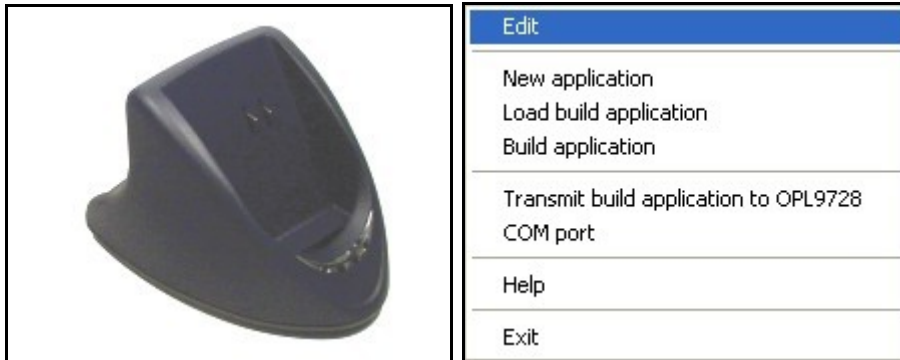 Edit
New application
Load build application
Build application
Transmit build application to OPL9728
COM port
Help
Exit